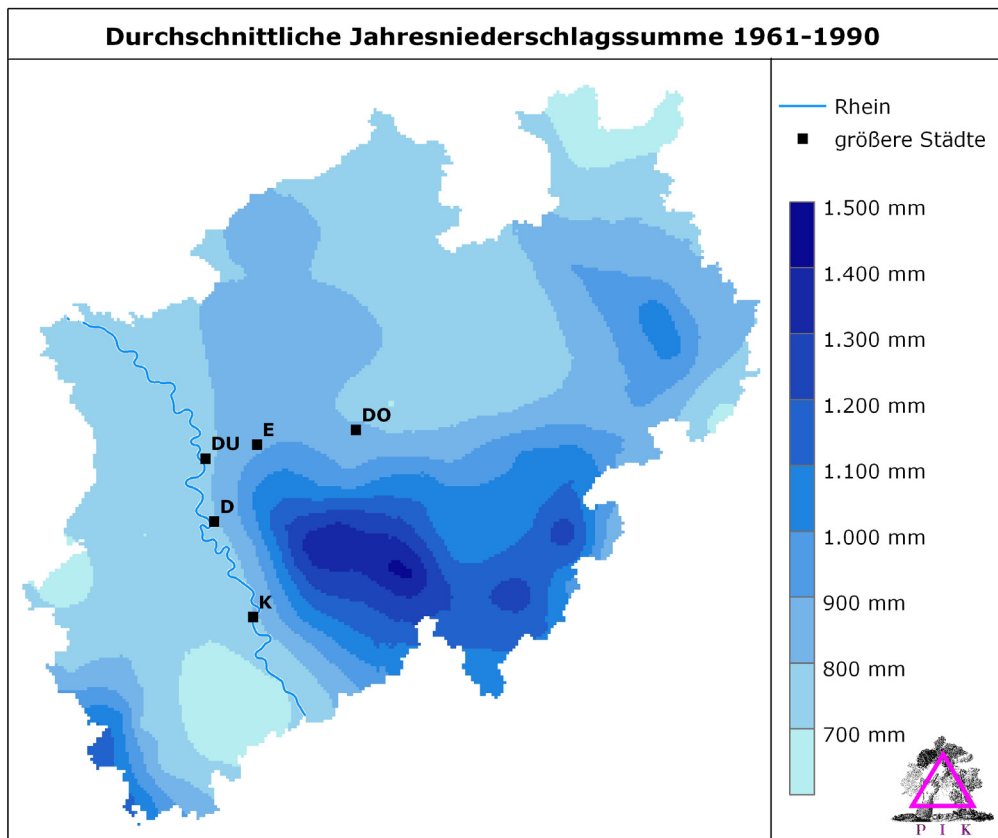 Durchschnittliche Jahresniederschlagssumme 1961-1990
Rhein
größere Städte
1.500 mm
1.400 mm
1.300 mm
1.200 mm
1.100 mm
1.000 mm
900 mm
800 mm
700 mm
DO
E
DU
D
K
P I K